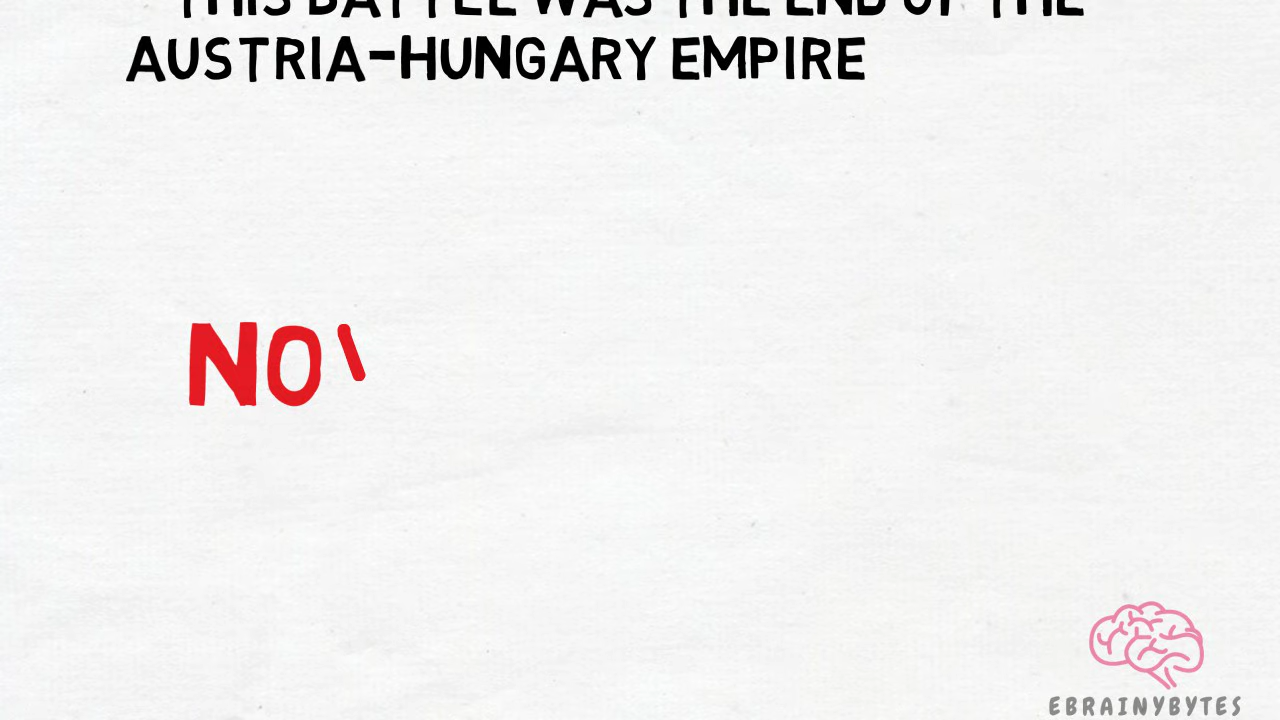 THIS BATTLE WAS THE END OF THE
AUSTRIA-HUNGARY EMPIRE
NO
EBRAINYBYTES